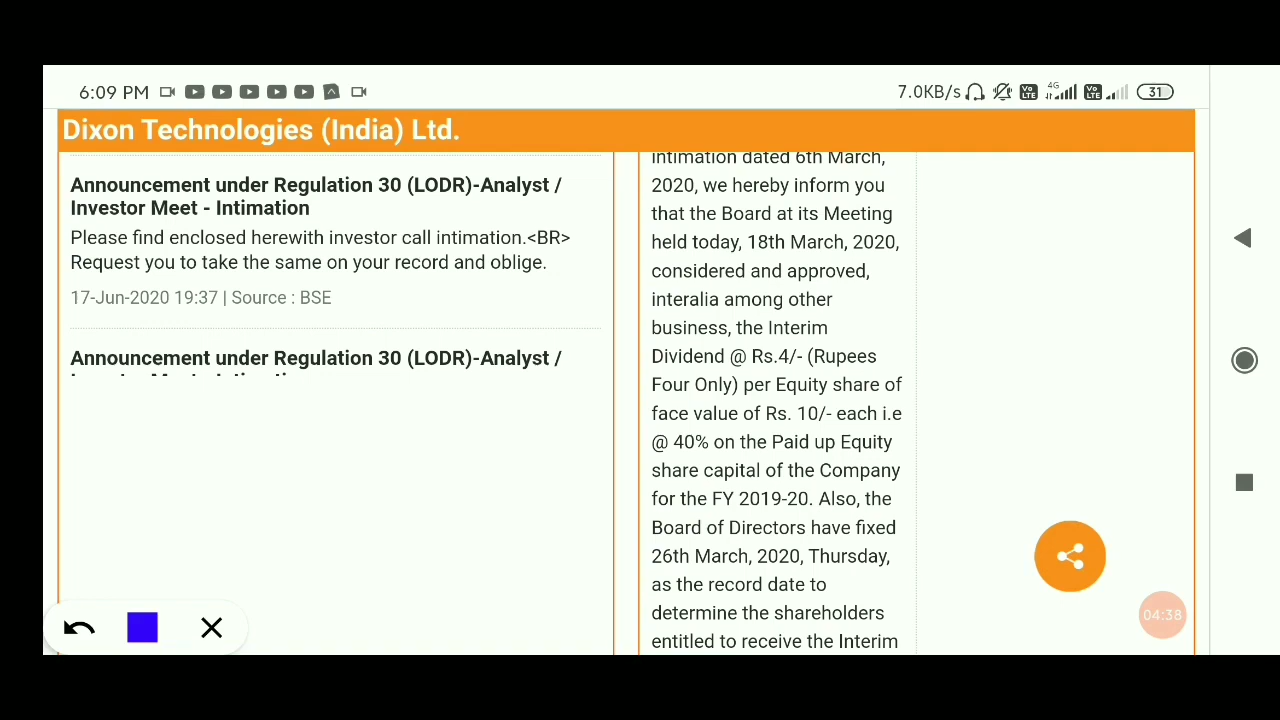 6:09 PM
7.0KB/s
4G
Vo
LTE
Vo
LTE
31
Dixon Technologies (India) Ltd.
Announcement under Regulation 30 (LODR)-Analyst /
Investor Meet - Intimation
Please find enclosed herewith investor call intimation.<BR>
Request you to take the same on your record and oblige.
17-Jun-2020 19:37 | Source : BSE
Announcement under Regulation 30 (LODR)-Analyst /
intimation dated 6th March,
2020, we hereby inform you
that the Board at its Meeting
held today, 18th March, 2020,
considered and approved,
interalia among other
business, the Interim
Dividend @ Rs.4/- (Rupees
Four Only) per Equity share of
face value of Rs. 10/- each i.e
@ 40% on the Paid up Equity
share capital of the Company
for the FY 2019-20. Also, the
Board of Directors have fixed
26th March, 2020, Thursday,
as the record date to
determine the shareholders
entitled to receive the Interim
04:38